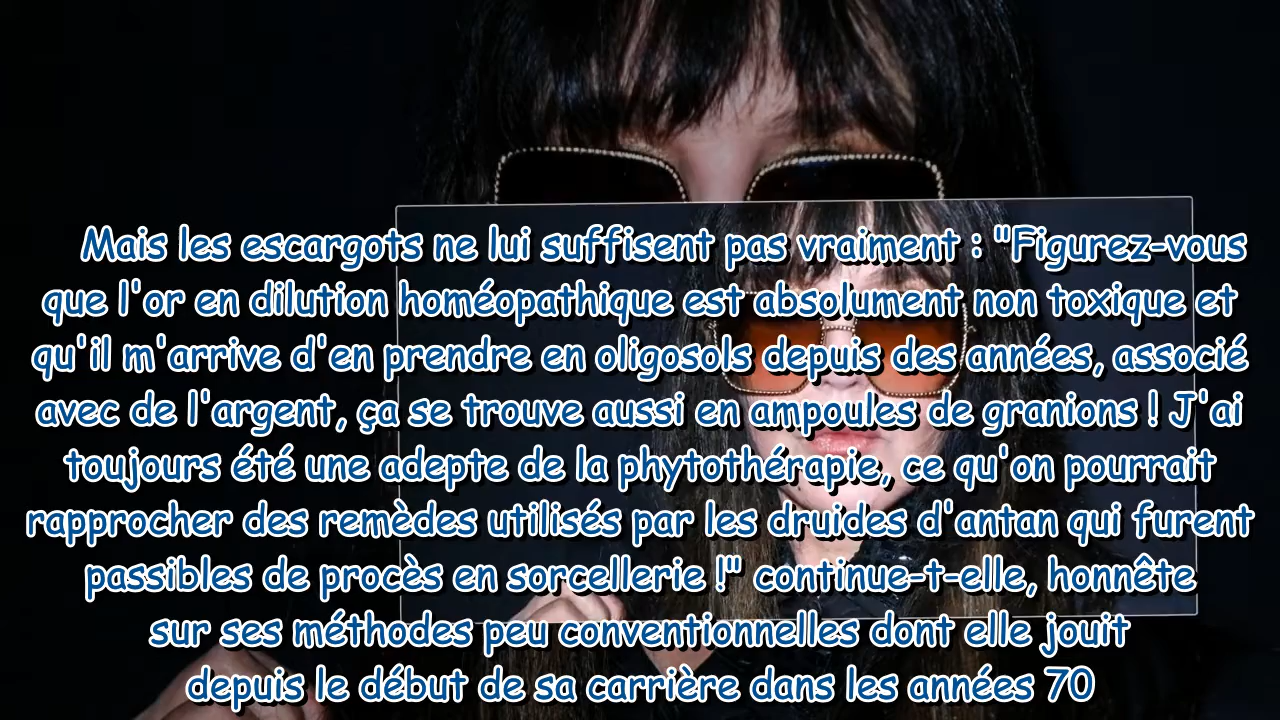 Mais les escargots ne lui suffisent pas vraiment : "Figurez-vous
que l'or en dilution homéopathique est absolument non toxique et
qu'il m'arrive d'en prendre en oligosols depuis des années, associé
avec de l'argent, ça se trouve aussi en ampoules de granions ! J'ai
toujours été une adepte de la phytothérapie, ce qu'on pourrait
rapprocher des remèdes utilisés par les druides d'antan qui furent
passibles de procès en sorcellerie !" continue-t-elle, honnête
sur ses méthodes peu conventionnelles dont elle jouit
depuis le début de sa carrière dans les années 70